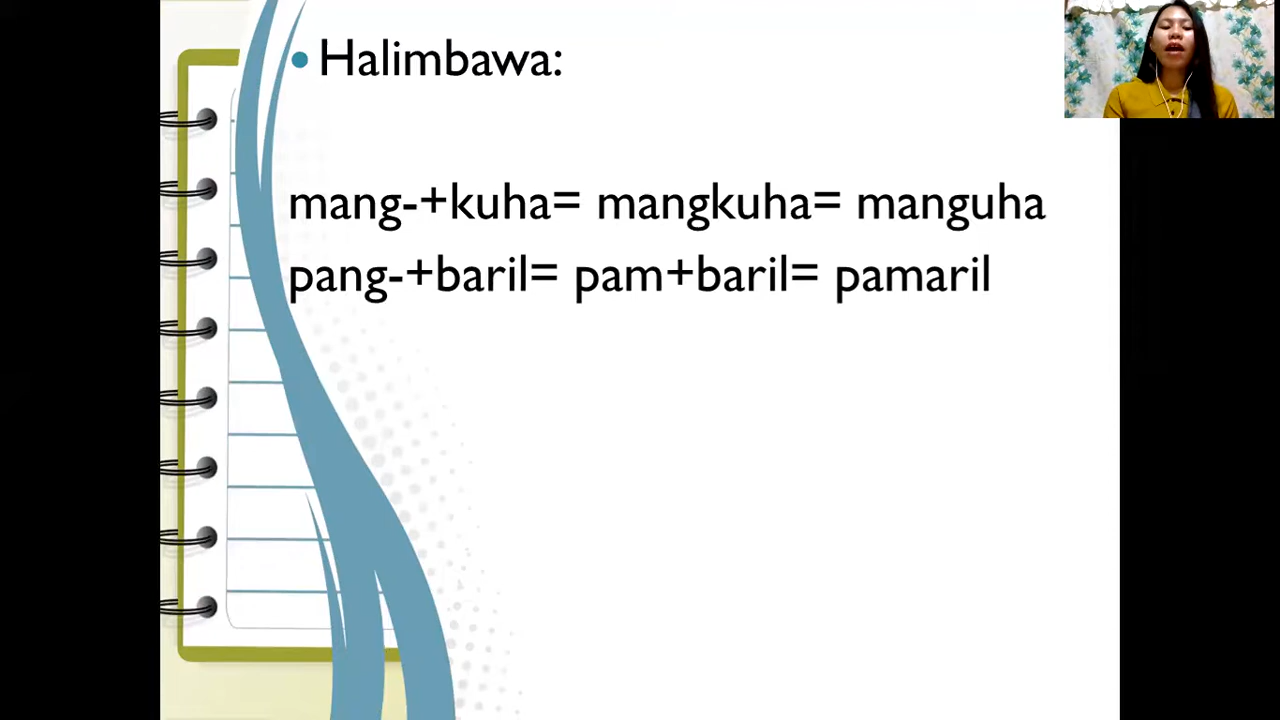 • Halimbawa:
mang-+kuha= mangkuha= manguha
pang-+baril= pam+baril= pamaril